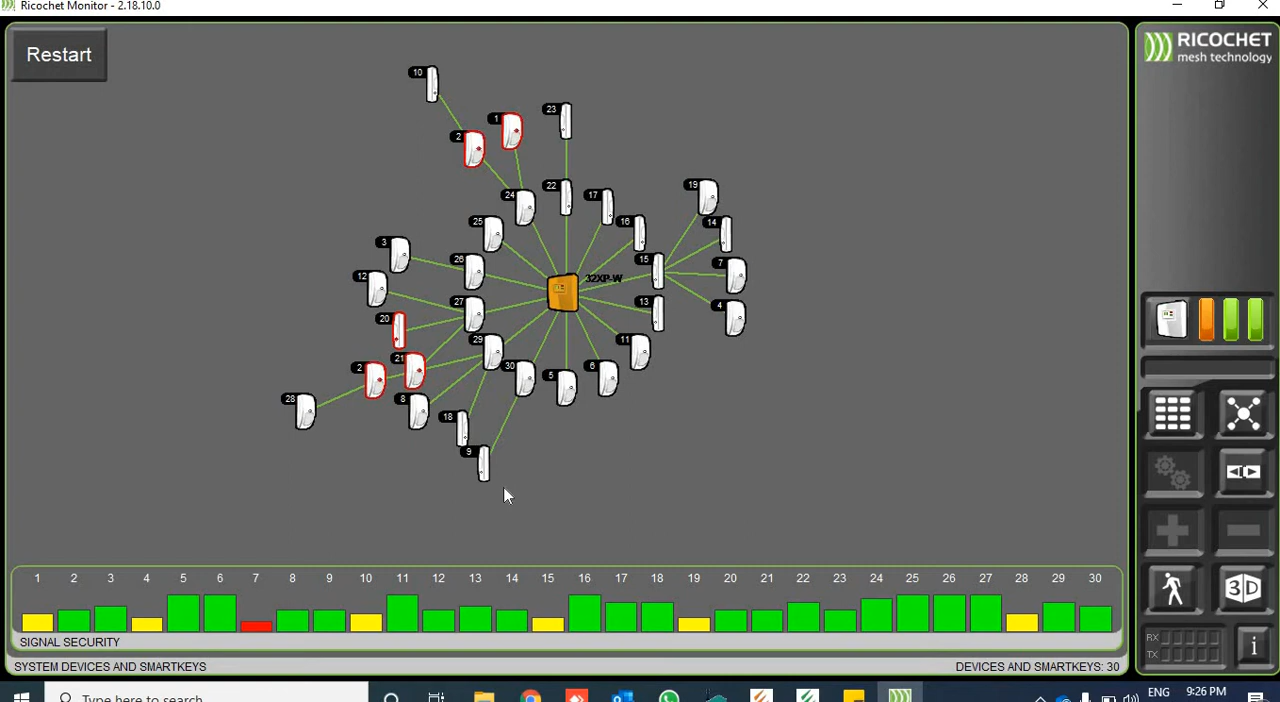 Ricochet Monitor - 2.18.10.0
Restart
RICOCHET
mesh technology
10
1
23
2
24
22
17
19
25
16
14
3
26
15
7
12
32XP-W
27
13
4
20
29
11
21
2
30
5
6
28
8
18
9
1 2 3 4 5 6 7 8 9 10 11 12 13 14 15 16 17 18 19 20 21 22 23 24 25 26 27 28 29 30
SIGNAL SECURITY
SYSTEM DEVICES AND SMARTKEYS
DEVICES AND SMARTKEYS: 30
3D
RX
TX
i
Type here to search
ENG
9:26 PM